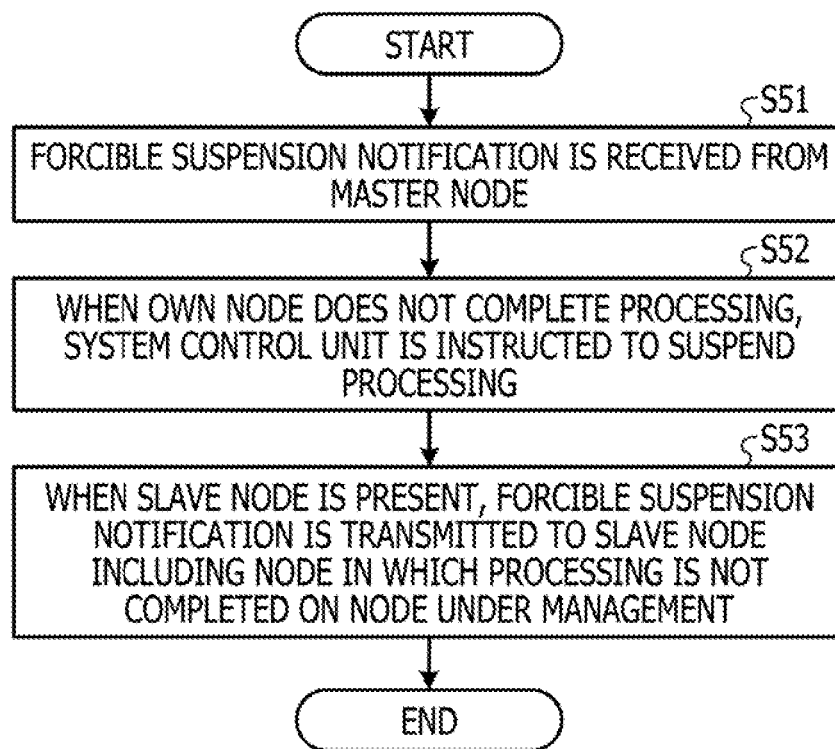 START
S51
FORCIBLE SUSPENSION NOTIFICATION IS RECEIVED FROM
MASTER NODE
S52
WHEN OWN NODE DOES NOT COMPLETE PROCESSING,
SYSTEM CONTROL UNIT IS INSTRUCTED TO SUSPEND
PROCESSING
S53
WHEN SLAVE NODE IS PRESENT, FORCIBLE SUSPENSION
NOTIFICATION IS TRANSMITTED TO SLAVE NODE
INCLUDING NODE IN WHICH PROCESSING IS NOT
COMPLETED ON NODE UNDER MANAGEMENT
END